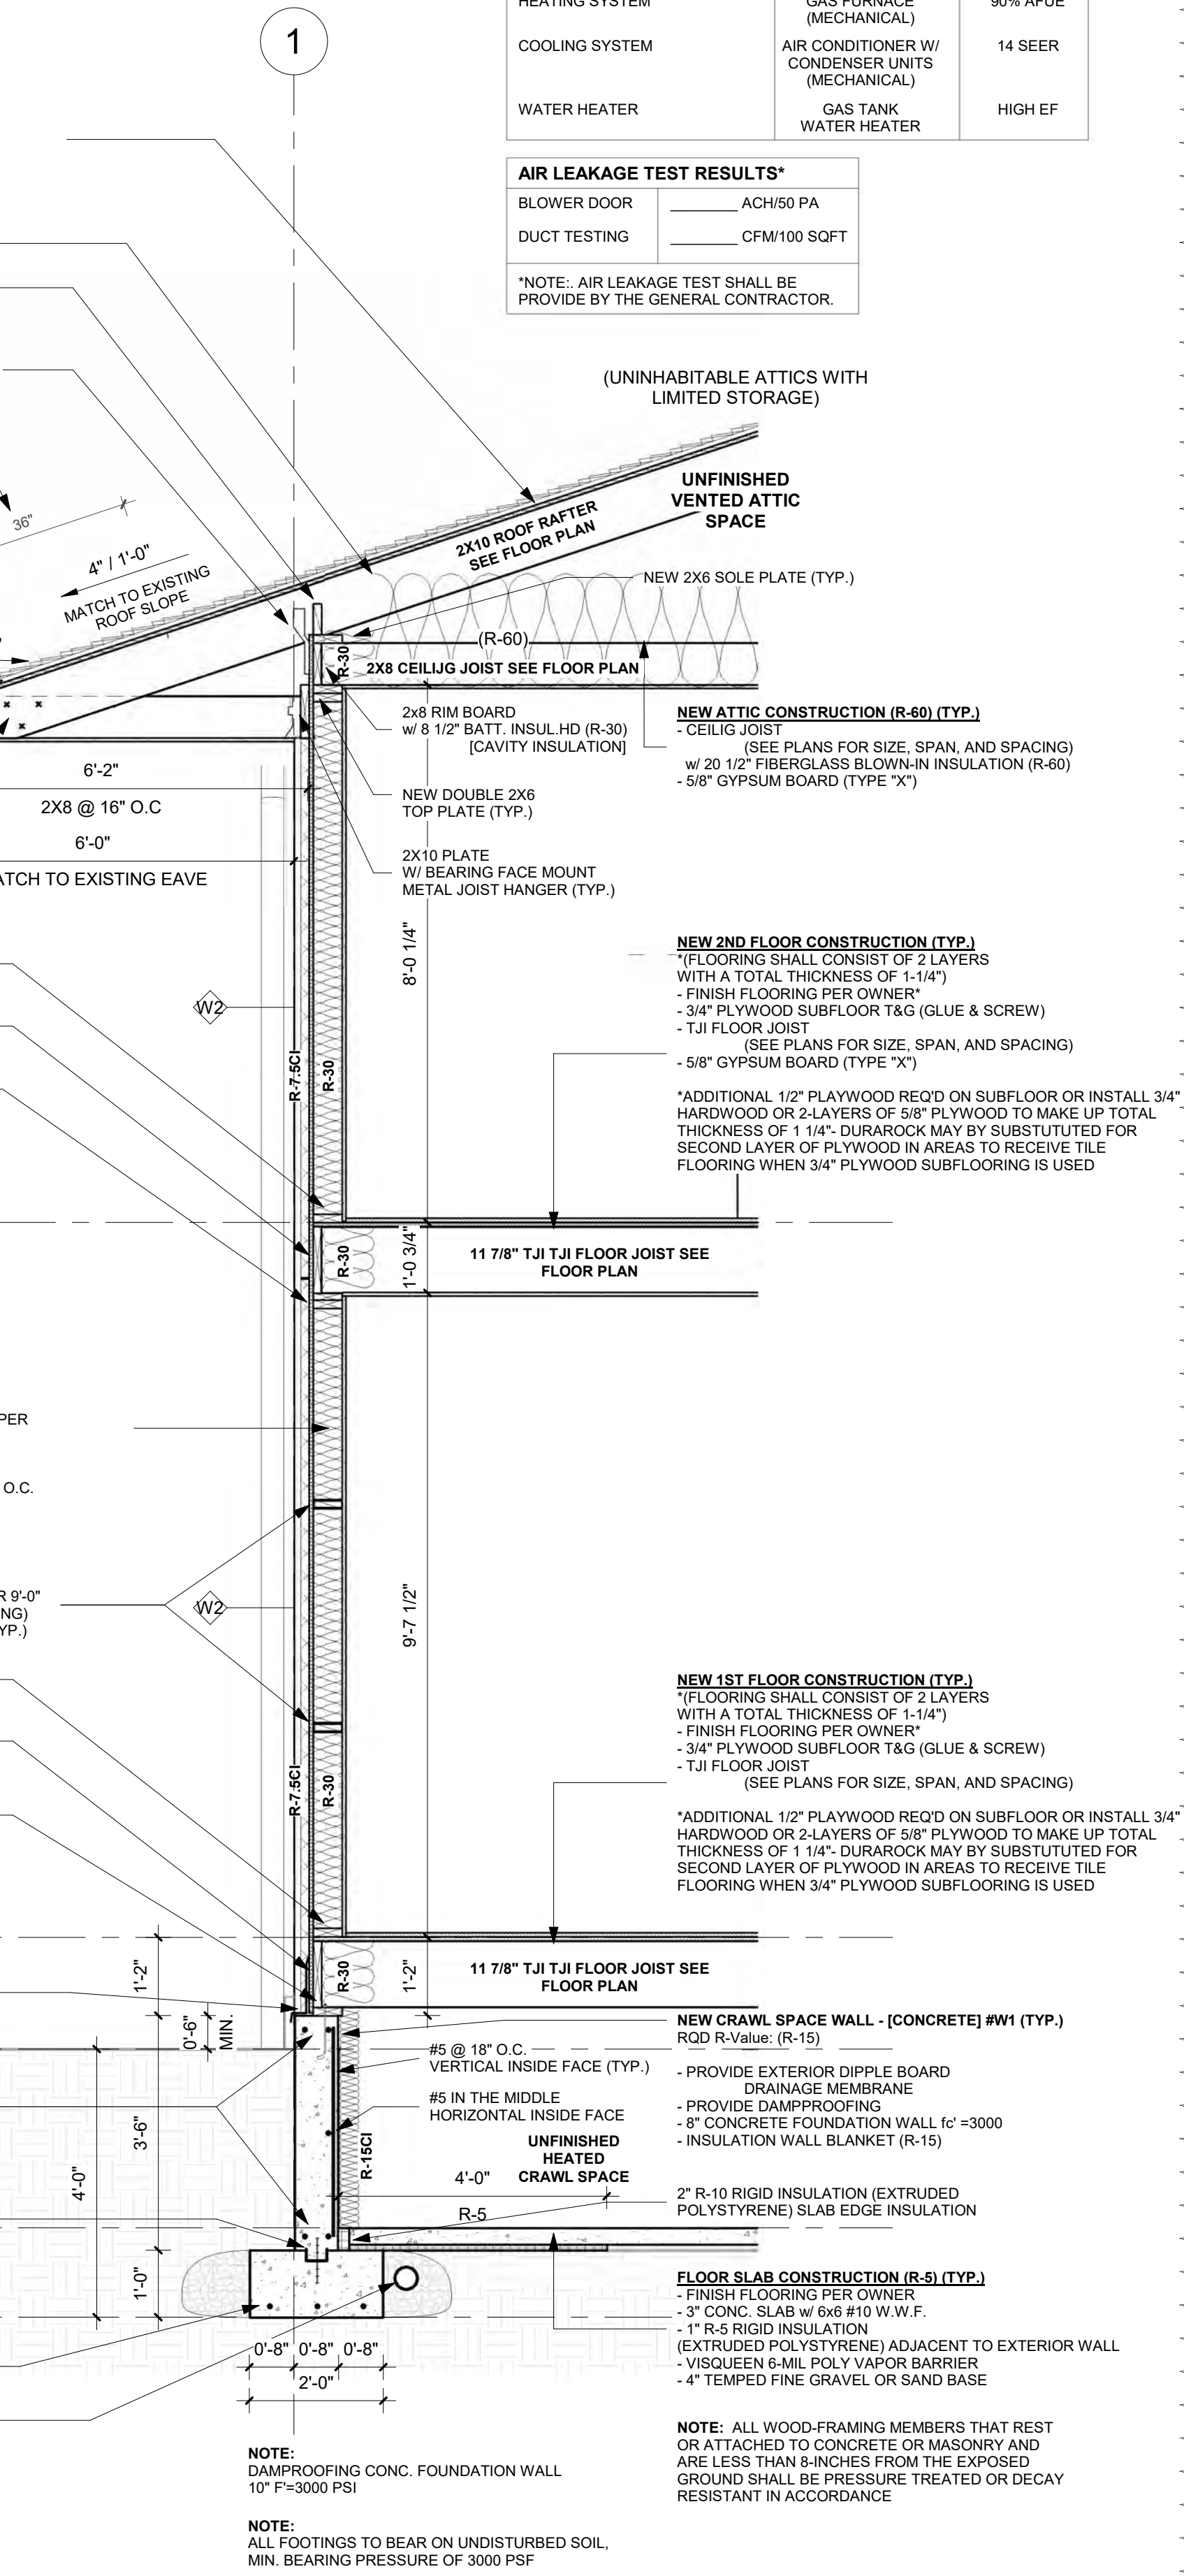 HEATING SYSTEM
GAS FURNACE
(MECHANICAL)
90% AFUE
COOLING SYSTEM
AIR CONDITIONER W/
CONDENSER UNITS
(MECHANICAL)
14 SEER
WATER HEATER
GAS TANK
WATER HEATER
HIGH EF
1
AIR LEAKAGE TEST RESULTS*
BLOWER DOOR
________ ACH/50 PA
DUCT TESTING
________ CFM/100 SQFT
*NOTE:. AIR LEAKAGE TEST SHALL BE
PROVIDE BY THE GENERAL CONTRACTOR.
(UNINHABITABLE ATTICS WITH
LIMITED STORAGE)
UNFINISHED
VENTED ATTIC
SPACE
2X10 ROOF RAFTER
SEE FLOOR PLAN
36"
4" / 1'-0"
MATCH TO EXISTING
ROOF SLOPE
NEW 2X6 SOLE PLATE (TYP.)
(R-60)
R-30
2X8 CEILIJG JOIST SEE FLOOR PLAN
2x8 RIM BOARD
w/ 8 1/2" BATT. INSUL.HD (R-30)
[CAVITY INSULATION]
NEW ATTIC CONSTRUCTION (R-60) (TYP.)
- CEILIG JOIST
(SEE PLANS FOR SIZE, SPAN, AND SPACING)
w/ 20 1/2" FIBERGLASS BLOWN-IN INSULATION (R-60)
- 5/8" GYPSUM BOARD (TYPE "X")
6'-2"
2X8 @ 16" O.C
6'-0"
ATCH TO EXISTING EAVE
NEW DOUBLE 2X6
TOP PLATE (TYP.)
2X10 PLATE
W/ BEARING FACE MOUNT
METAL JOIST HANGER (TYP.)
8'-0 1/4"
W2
R-7.5CI
R-30
NEW 2ND FLOOR CONSTRUCTION (TYP.)
*(FLOORING SHALL CONSIST OF 2 LAYERS
WITH A TOTAL THICKNESS OF 1-1/4")
- FINISH FLOORING PER OWNER*
- 3/4" PLYWOOD SUBFLOOR T&G (GLUE & SCREW)
- TJI FLOOR JOIST
(SEE PLANS FOR SIZE, SPAN, AND SPACING)
- 5/8" GYPSUM BOARD (TYPE "X")
*ADDITIONAL 1/2" PLAYWOOD REQ'D ON SUBFLOOR OR INSTALL 3/4"
HARDWOOD OR 2-LAYERS OF 5/8" PLYWOOD TO MAKE UP TOTAL
THICKNESS OF 1 1/4"- DURAROCK MAY BY SUBSTUTUTED FOR
SECOND LAYER OF PLYWOOD IN AREAS TO RECEIVE TILE
FLOORING WHEN 3/4" PLYWOOD SUBFLOORING IS USED
R-30
1'-0 3/4"
11 7/8" TJI TJI FLOOR JOIST SEE
FLOOR PLAN
PER
O.C.
R 9'-0"
NG)
YP.)
W2
9'-7 1/2"
R-7.5CI
R-30
NEW 1ST FLOOR CONSTRUCTION (TYP.)
*(FLOORING SHALL CONSIST OF 2 LAYERS
WITH A TOTAL THICKNESS OF 1-1/4")
- FINISH FLOORING PER OWNER*
- 3/4" PLYWOOD SUBFLOOR T&G (GLUE & SCREW)
- TJI FLOOR JOIST
(SEE PLANS FOR SIZE, SPAN, AND SPACING)
*ADDITIONAL 1/2" PLAYWOOD REQ'D ON SUBFLOOR OR INSTALL 3/4"
HARDWOOD OR 2-LAYERS OF 5/8" PLYWOOD TO MAKE UP TOTAL
THICKNESS OF 1 1/4"- DURAROCK MAY BY SUBSTUTUTED FOR
SECOND LAYER OF PLYWOOD IN AREAS TO RECEIVE TILE
FLOORING WHEN 3/4" PLYWOOD SUBFLOORING IS USED
1'-2"
R-30
1'-2"
11 7/8" TJI TJI FLOOR JOIST SEE
FLOOR PLAN
0'-6"
MIN.
#5 @ 18" O.C.
VERTICAL INSIDE FACE (TYP.)
#5 IN THE MIDDLE
HORIZONTAL INSIDE FACE
NEW CRAWL SPACE WALL - [CONCRETE] #W1 (TYP.)
RQD R-Value: (R-15)
- PROVIDE EXTERIOR DIPPLE BOARD
DRAINAGE MEMBRANE
- PROVIDE DAMPPROOFING
- 8" CONCRETE FOUNDATION WALL fc' =3000
- INSULATION WALL BLANKET (R-15)
4'-0"
3'-6"
R-15CI
UNFINISHED
HEATED
CRAWL SPACE
4'-0"
R-5
2" R-10 RIGID INSULATION (EXTRUDED
POLYSTYRENE) SLAB EDGE INSULATION
1'-0"
FLOOR SLAB CONSTRUCTION (R-5) (TYP.)
- FINISH FLOORING PER OWNER
- 3" CONC. SLAB w/ 6x6 #10 W.W.F.
- 1" R-5 RIGID INSULATION
(EXTRUDED POLYSTYRENE) ADJACENT TO EXTERIOR WALL
- VISQUEEN 6-MIL POLY VAPOR BARRIER
- 4" TEMPED FINE GRAVEL OR SAND BASE
0'-8" 0'-8" 0'-8"
2'-0"
NOTE: ALL WOOD-FRAMING MEMBERS THAT REST
OR ATTACHED TO CONCRETE OR MASONRY AND
ARE LESS THAN 8-INCHES FROM THE EXPOSED
GROUND SHALL BE PRESSURE TREATED OR DECAY
RESISTANT IN ACCORDANCE
NOTE:
DAMPROOFING CONC. FOUNDATION WALL
10" F'=3000 PSI
NOTE:
ALL FOOTINGS TO BEAR ON UNDISTURBED SOIL,
MIN. BEARING PRESSURE OF 3000 PSF